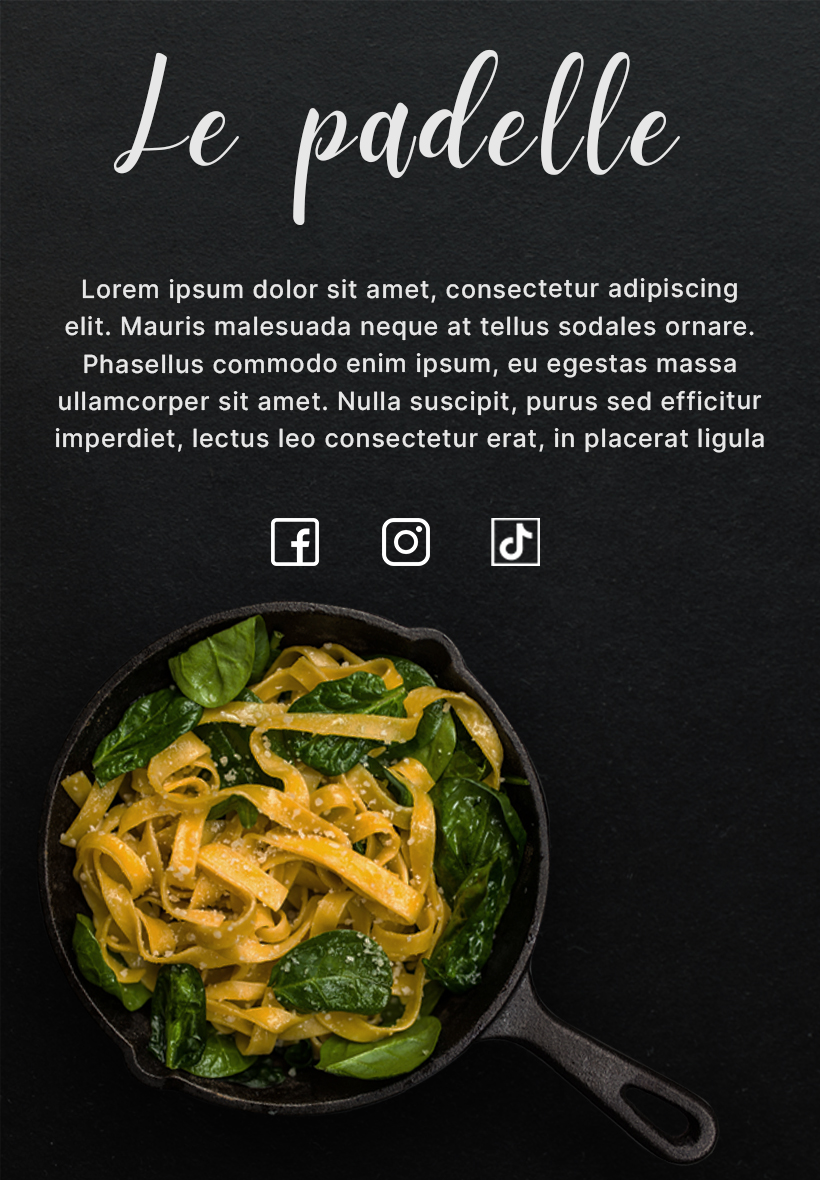 Le padelle
Lorem ipsum dolor sit amet, consectetur adipiscing
elit. Mauris malesuada neque at tellus sodales ornare.
Phasellus commodo enim ipsum, eu egestas massa
ullamcorper sit amet. Nulla suscipit, purus sed efficitur
imperdiet, lectus leo consectetur erat, in placerat ligula